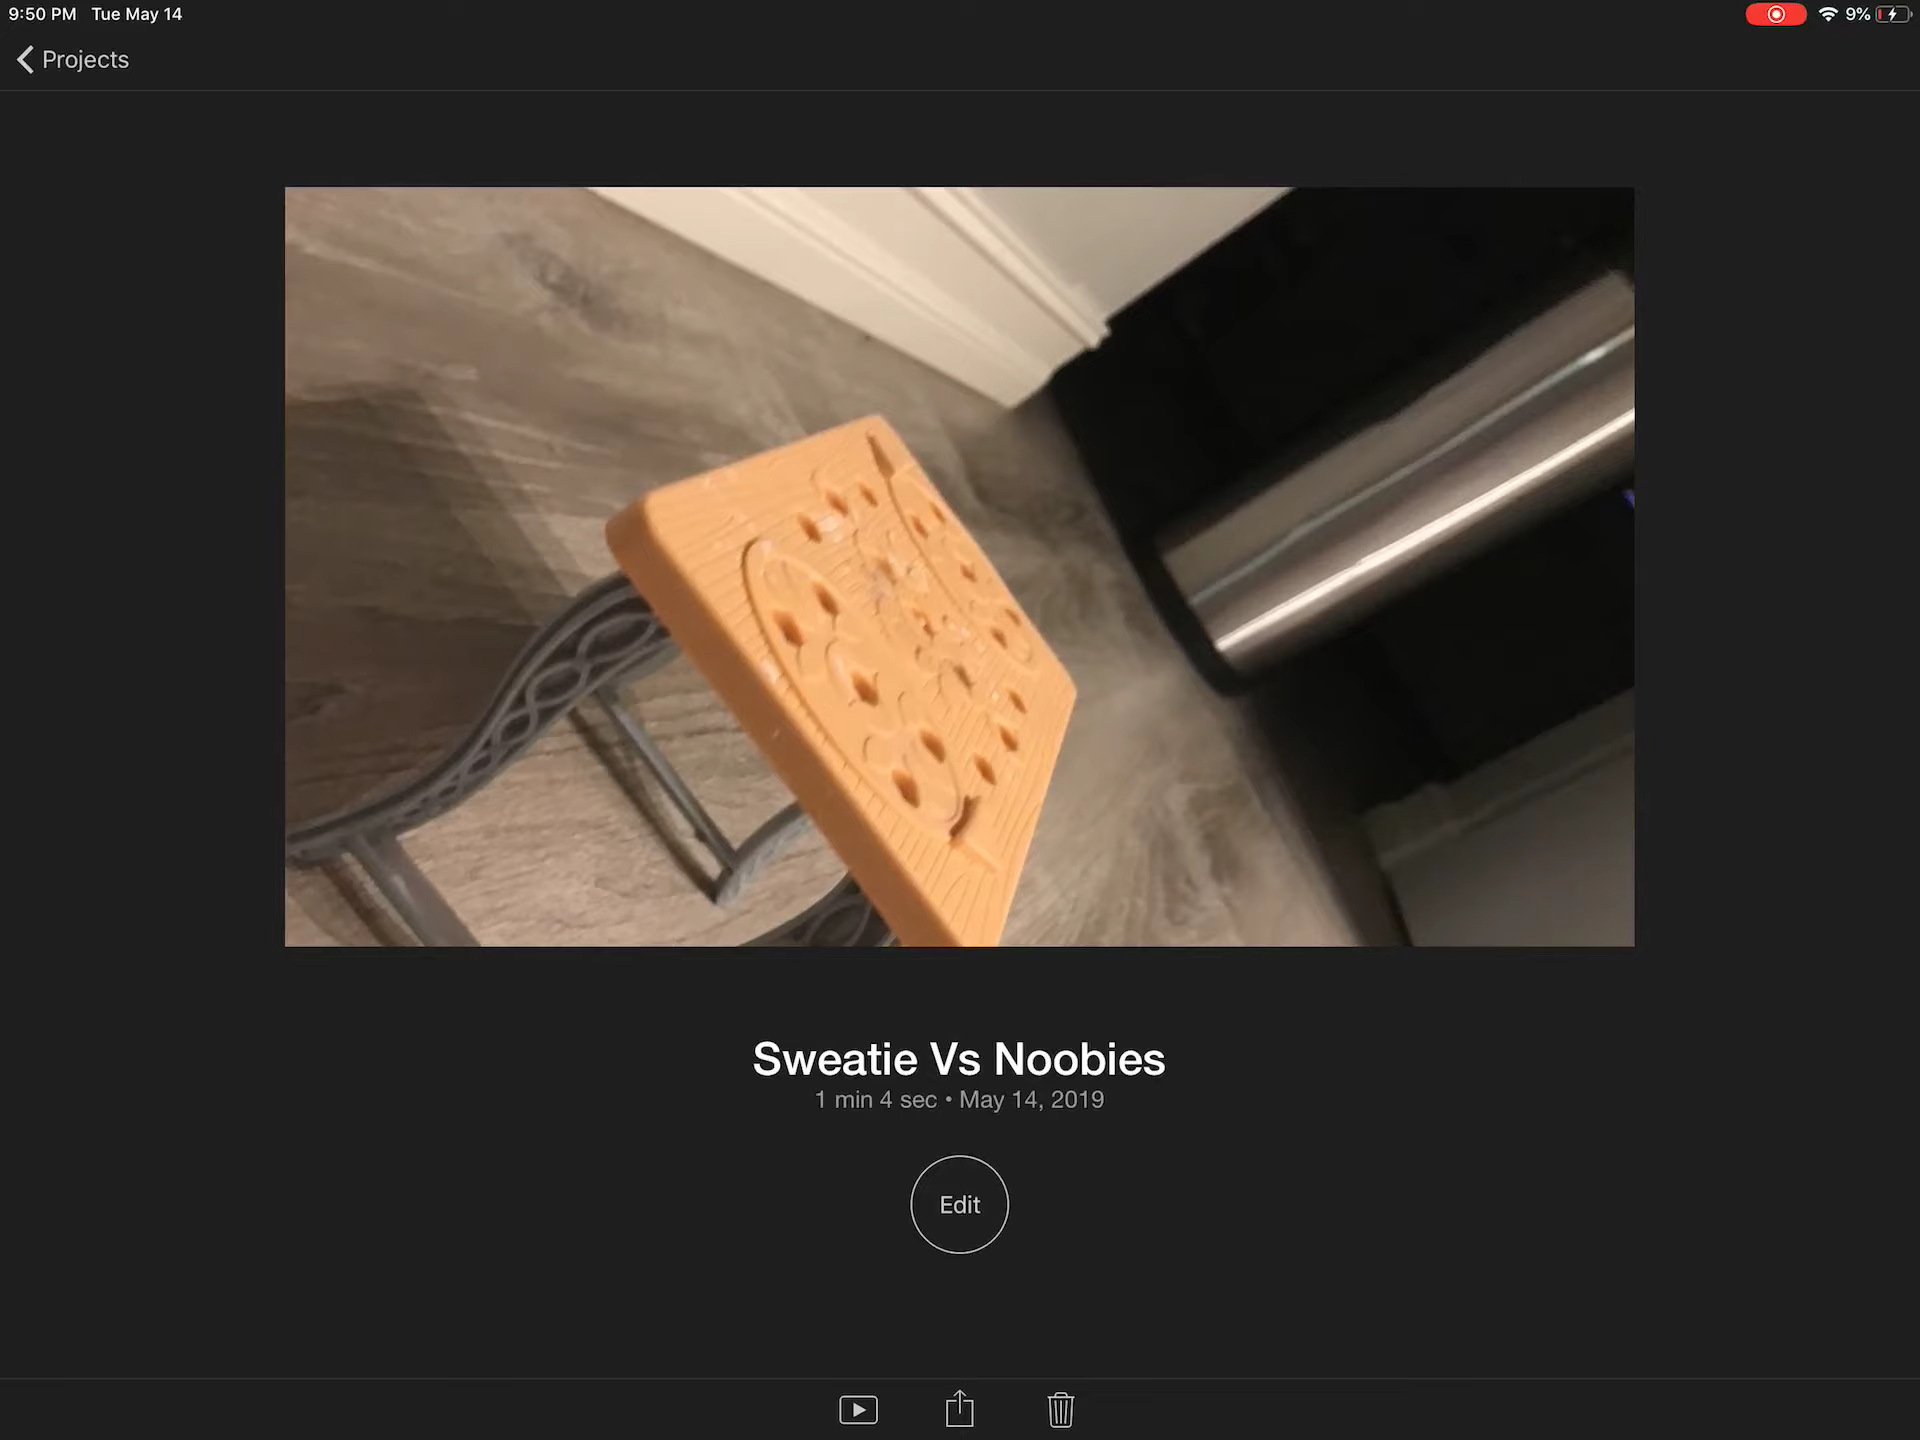 9:50 PM Tue May 14
9%
Projects
Sweatie Vs Noobies
1 min 4 sec • May 14, 2019
Edit